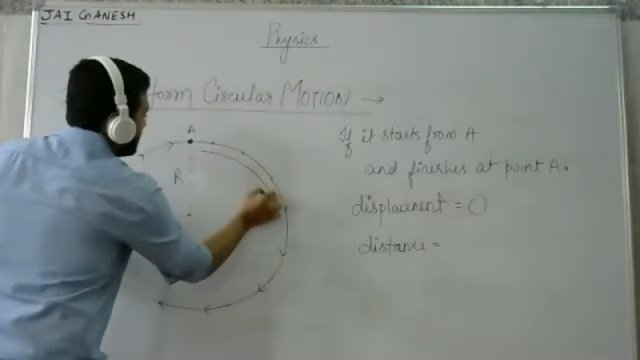 JAI GANESH
Physics
form Circular MOTION →
A
R
If it starts from A
and finishes at point A.
displacement = 0
distance =